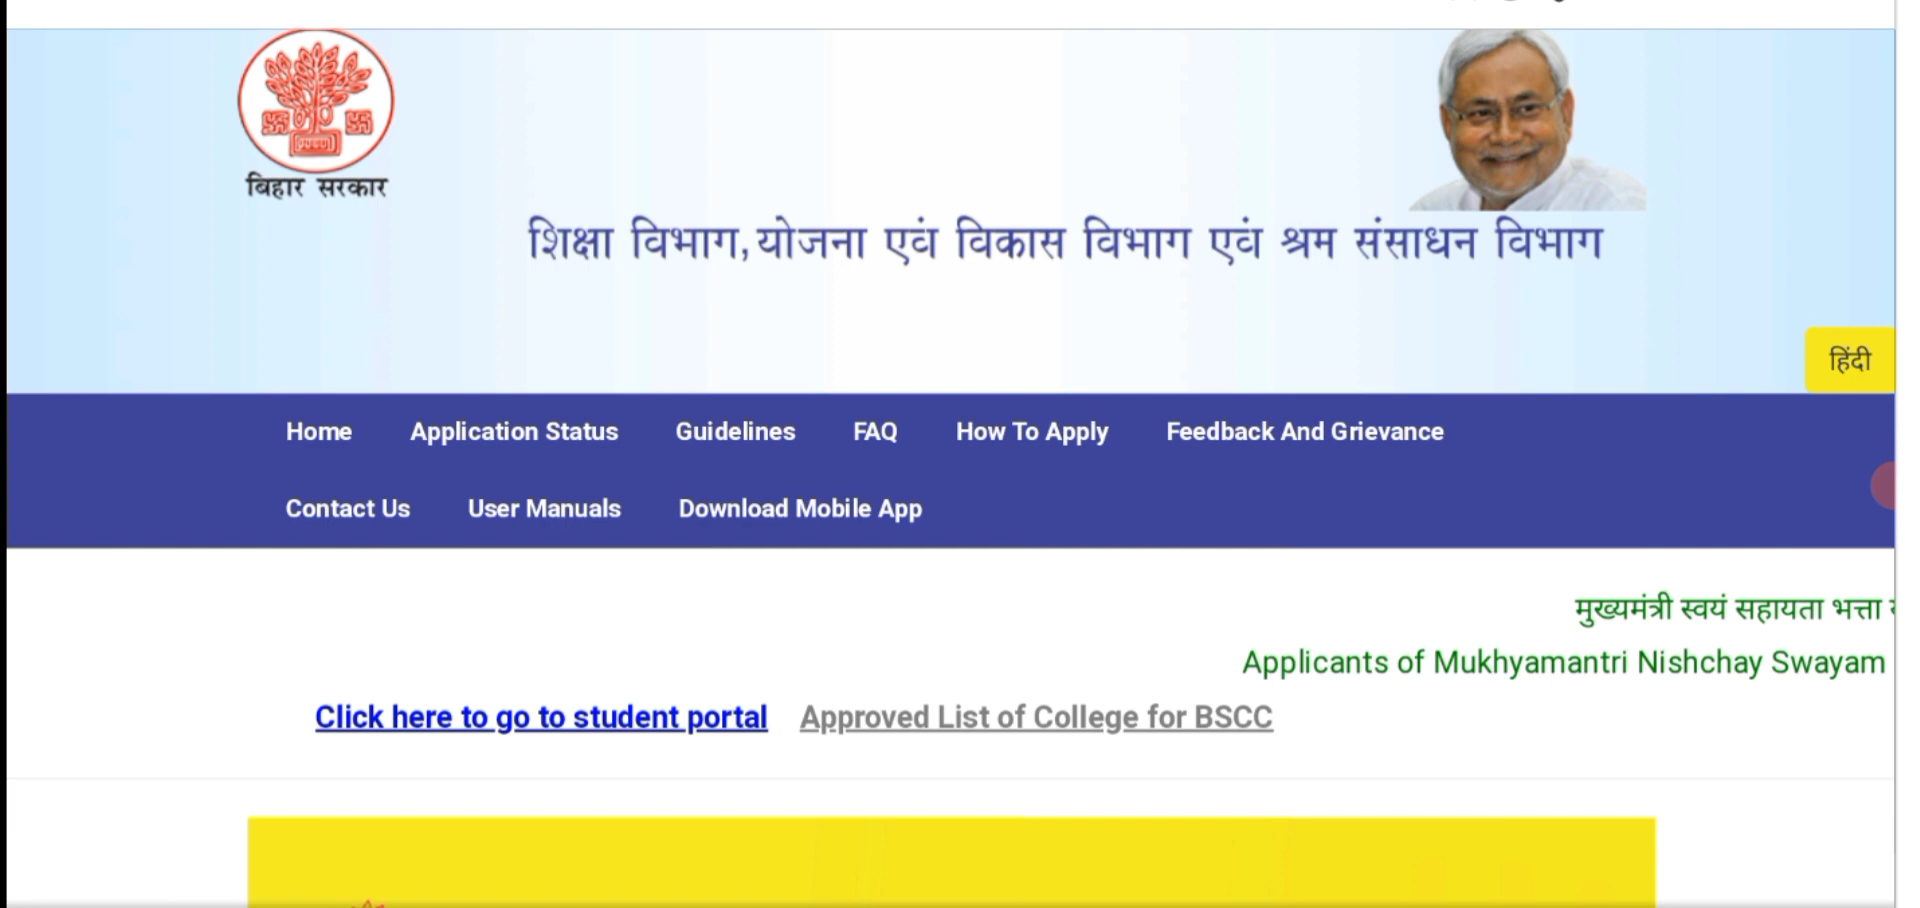 बिहार सरकार
शिक्षा विभाग, योजना एवं विकास विभाग एवं श्रम संसाधन विभाग
हिंदी
Home Application Status Guidelines FAQ How To Apply Feedback And Grievance
Contact Us User Manuals Download Mobile App
मुख्यमंत्री स्वयं सहायता भत्ता
Applicants of Mukhyamantri Nishchay Swayam
Click here to go to student portal Approved List of College for BSCC